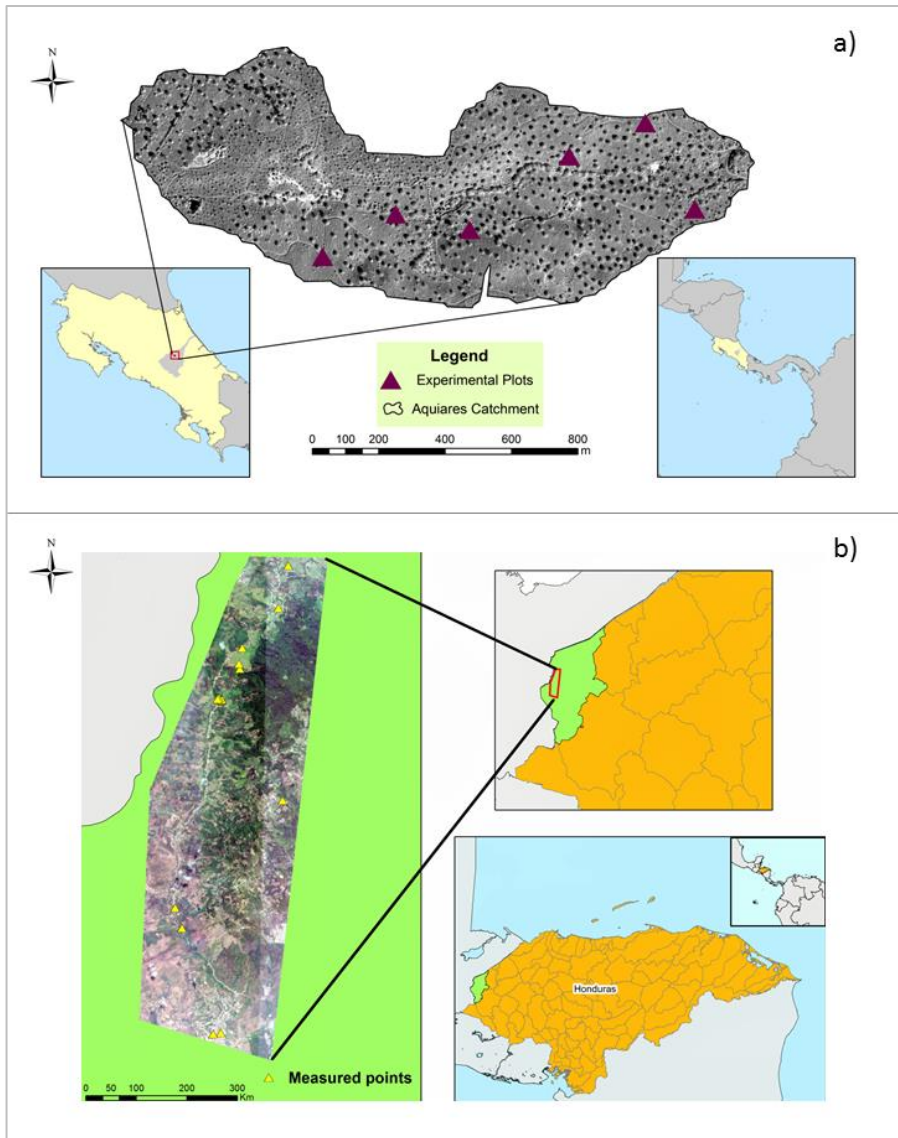 a)
N
Legend
Experimental Plots
Aquiares Catchment
0 100 200 400 600 800
m
b)
N
Honduras
Measured points
0 50 100 200 300
Km